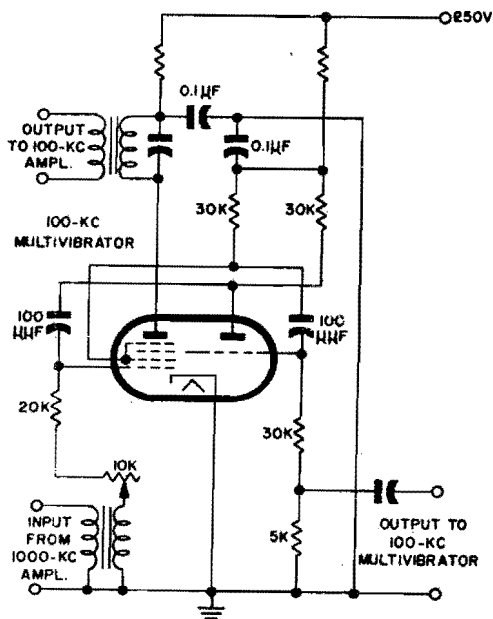 250V
0.1µF
OUTPUT
TO 100-KC
AMPL.
0.1µF
30K
30K
100-KC
MULTIVIBRATOR
100
µµF
100
µµF
20K
30K
10K
INPUT
FROM
1000-KC
AMPL.
5K
OUTPUT TO
100-KC
MULTIVIBRATOR